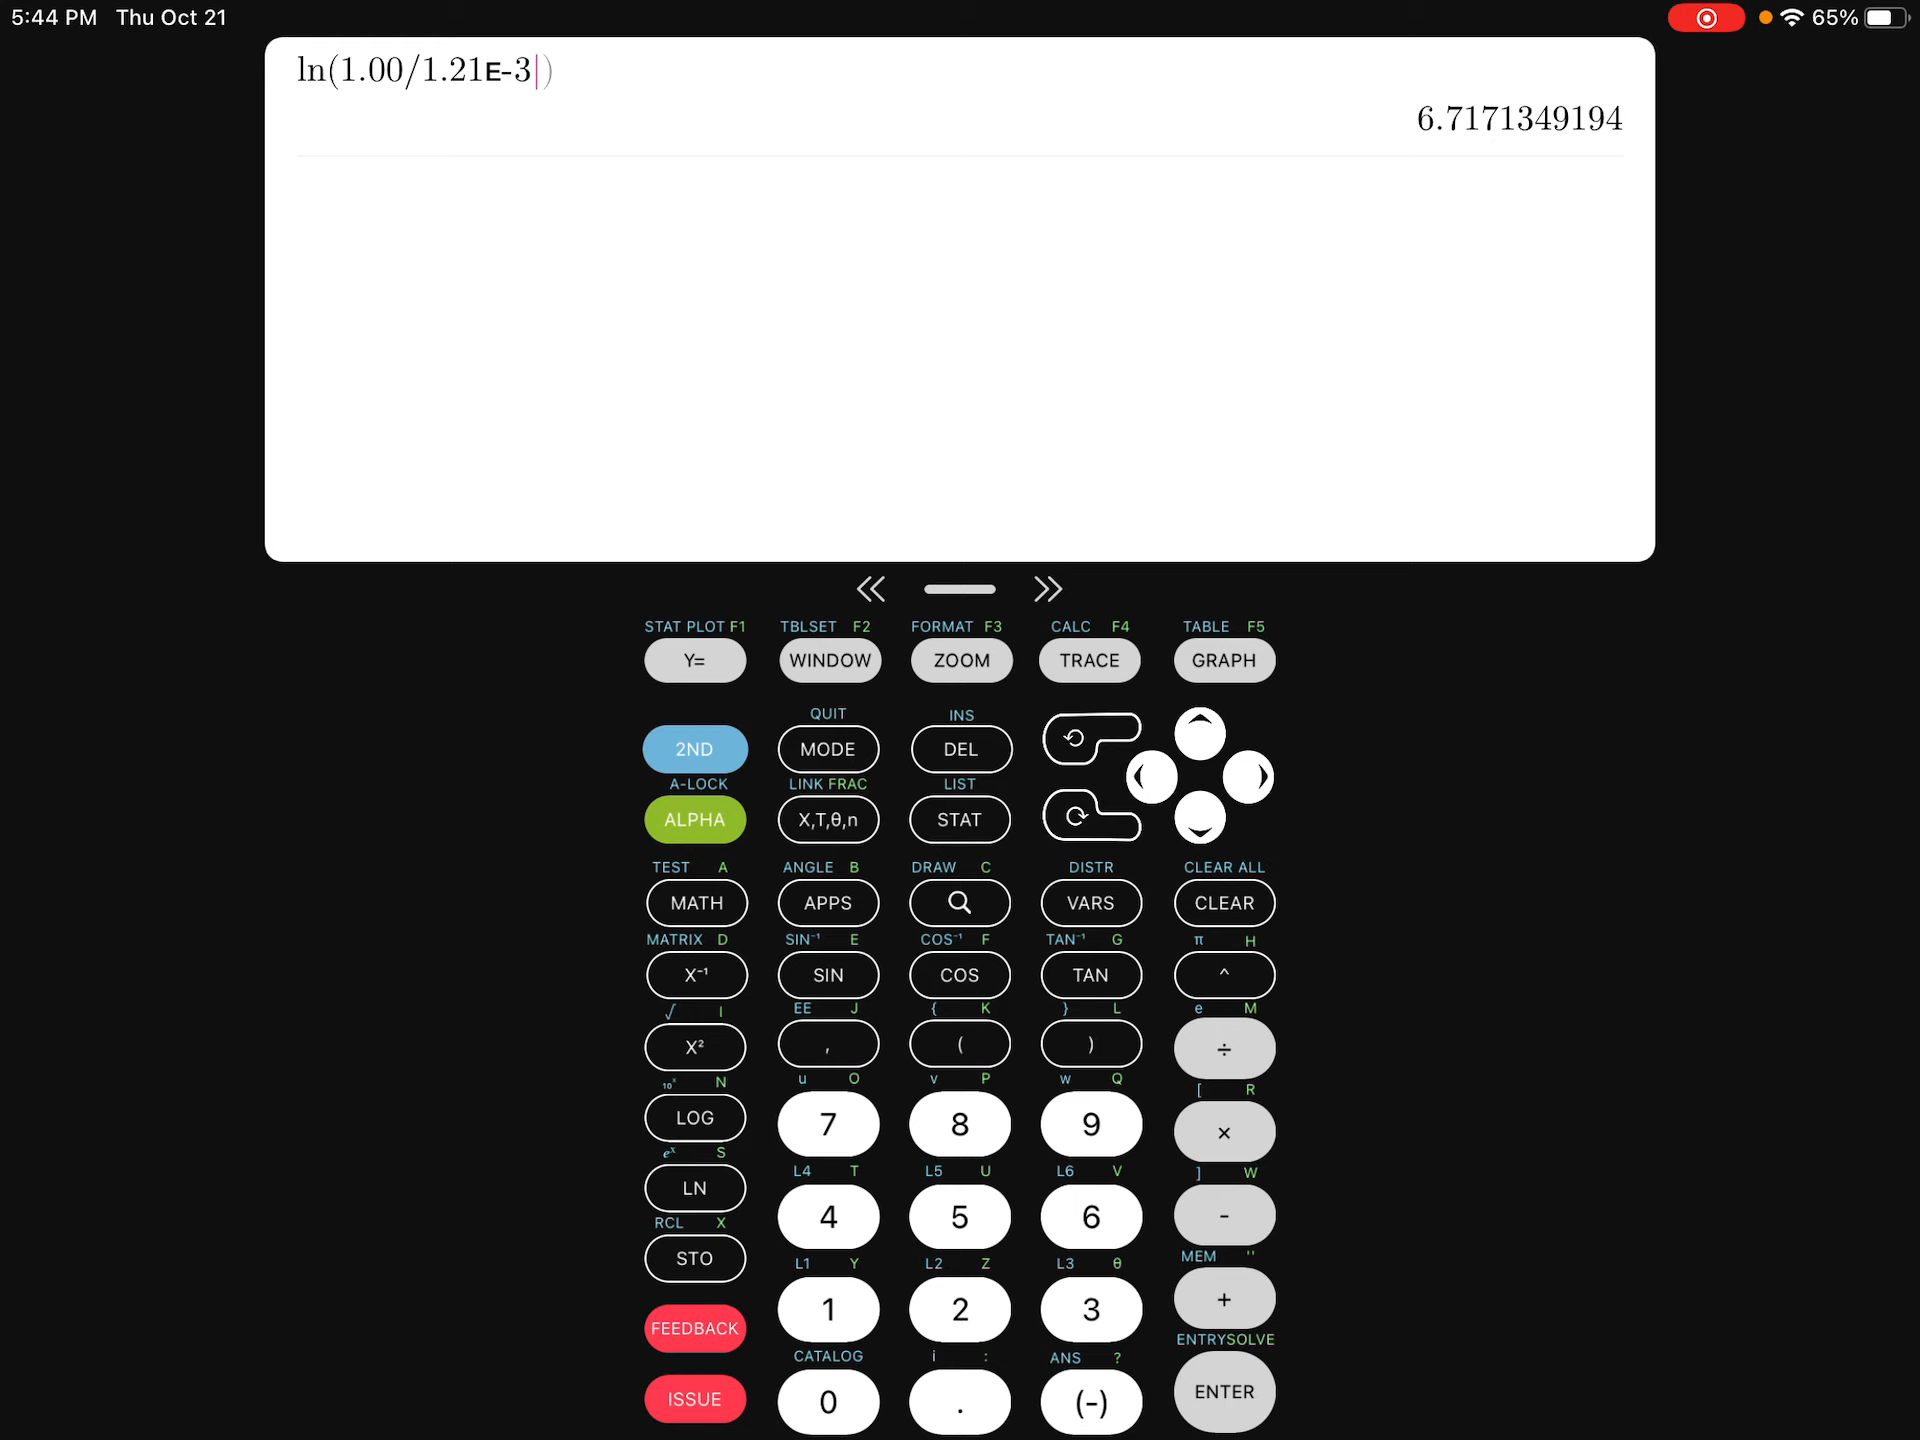 5:44 PM Thu Oct 21
65%
ln(1.00/1.21E-3)
6.7171349194
STAT PLOT F1 TBLSET F2 FORMAT F3 CALC F4 TABLE F5
Y= WINDOW ZOOM TRACE GRAPH
QUIT INS
2ND MODE DEL
A-LOCK LINK FRAC LIST
ALPHA X,T,θ,n STAT
TEST A ANGLE B DRAW C DISTR CLEAR ALL
MATH APPS VARS CLEAR
MATRIX D SIN⁻¹ E COS⁻¹ F TAN⁻¹ G π H
X⁻¹ SIN COS TAN ^
√ I EE J { K } L e M
X² , ( ) ÷
10ˣ N u O v P w Q [ R
LOG 7 8 9 ×
eˣ S L4 T L5 U L6 V ] W
LN 4 5 6 -
RCL X L1 Y L2 Z L3 θ MEM "
STO 1 2 3 +
FEEDBACK
CATALOG i : ANS ? ENTRY SOLVE
ISSUE 0 . (-) ENTER